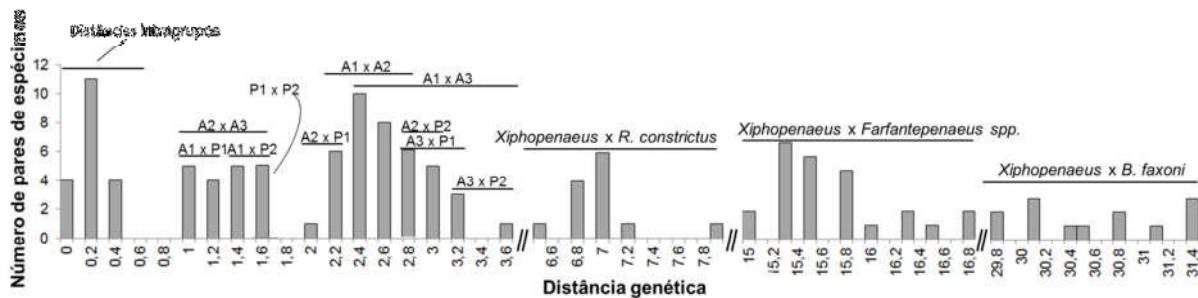 Distâncias
Número de pares de espécimes
12
10
8
6
4
2
0
P1 x P2
A2 x A3
A1 x P1
A1 x P2
A1 x A2
A1 x A3
A2 x P1
A2 x P2
A3 x P1
A3 x P2
Xiphopenaeus x R. constrictus
Xiphopenaeus x Farfantepenaeus spp.
Xiphopenaeus x B. faxoni
0 0,2 0,4 0,6 0,8 1 1,2 1,4 1,6 1,8 2 2,2 2,4 2,6 2,8 3 3,2 3,4 3,6 // 6,6 6,8 7 7,2 7,4 7,6 7,8 // 15 15,2 15,4 15,6 15,8 16 16,2 16,4 16,6 16,8 // 29,8 30 30,2 30,4 30,6 30,8 31 31,2 31,4
Distância genética